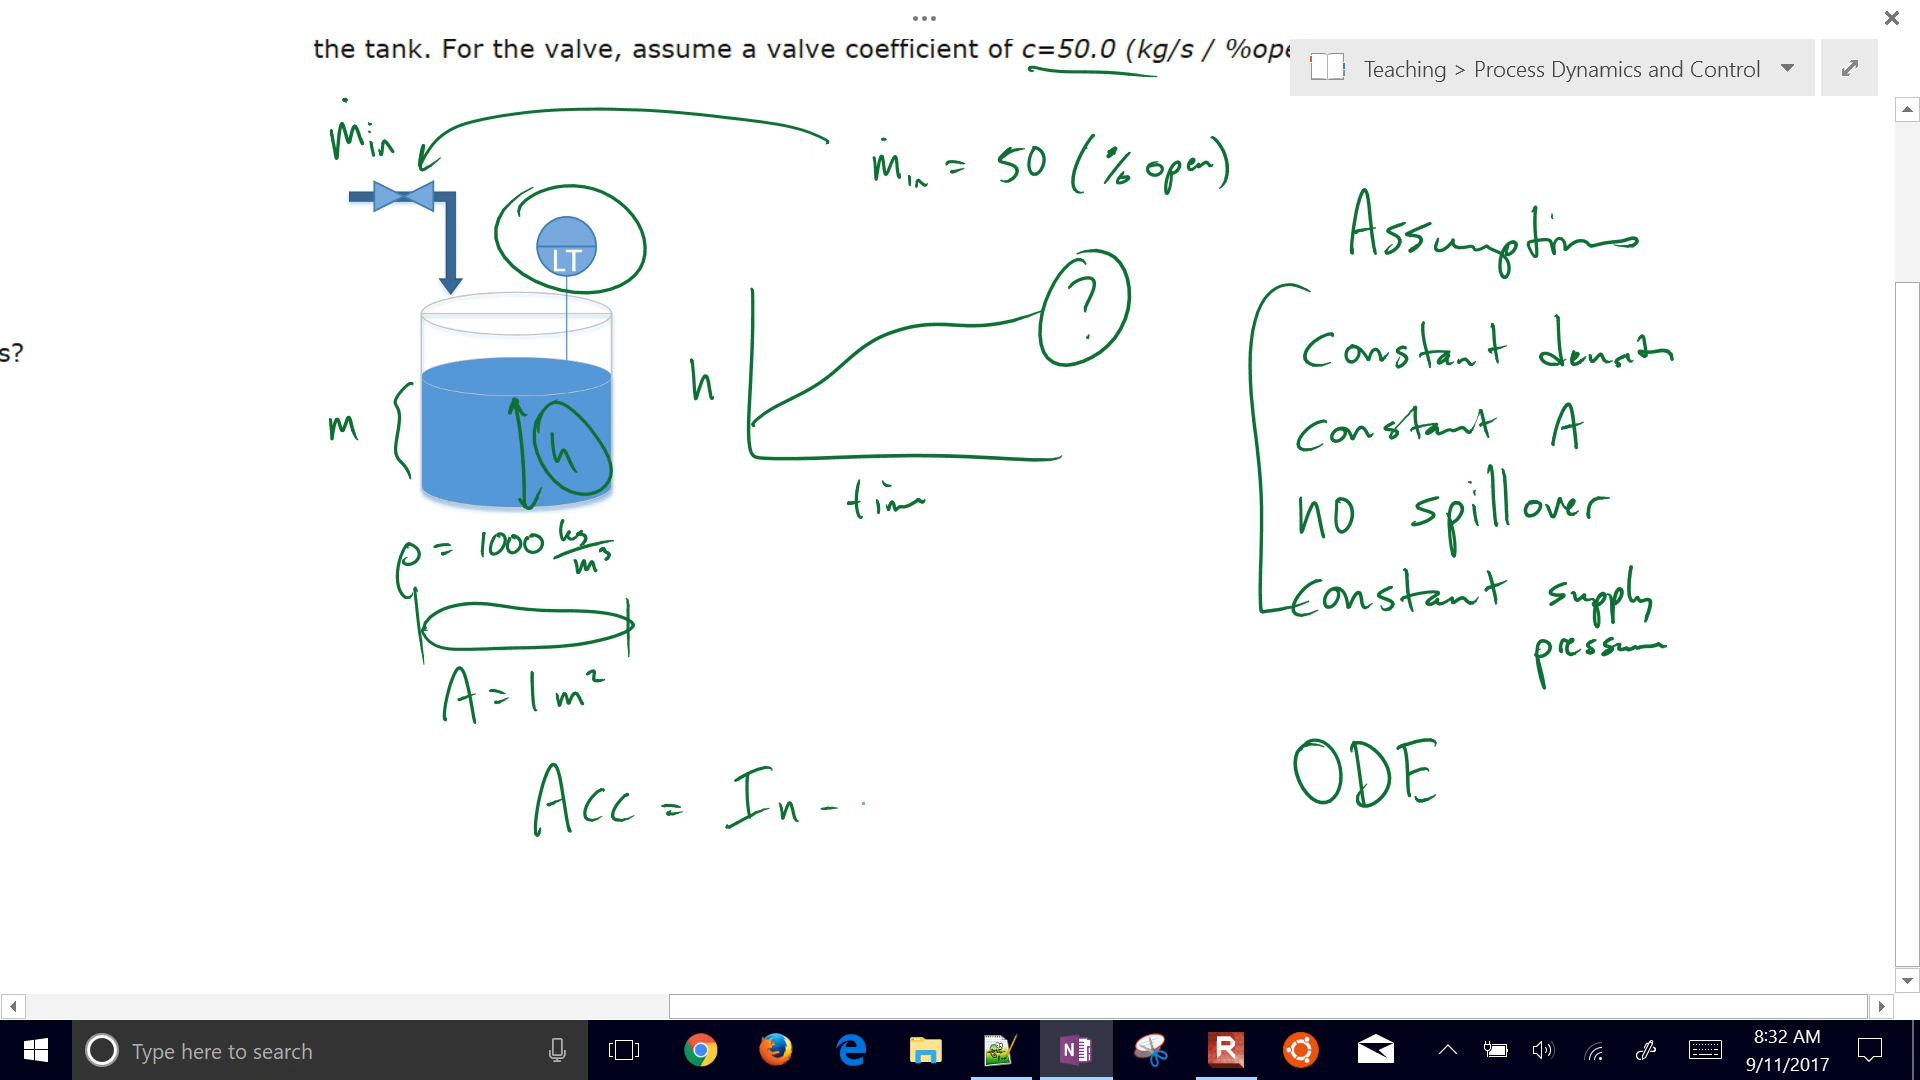 the tank. For the valve, assume a valve coefficient of c=50.0 (kg/s / %ope
Teaching > Process Dynamics and Control
ṁin
ṁin = 50 (% open)
LT
Assumptions
?
s?
h
Constant density
m
h
Constant A
time
no spillover
ρ = 1000 kg/m³
Constant supply
pressure
A = 1 m²
ODE
Acc = In -
Type here to search
8:32 AM
9/11/2017